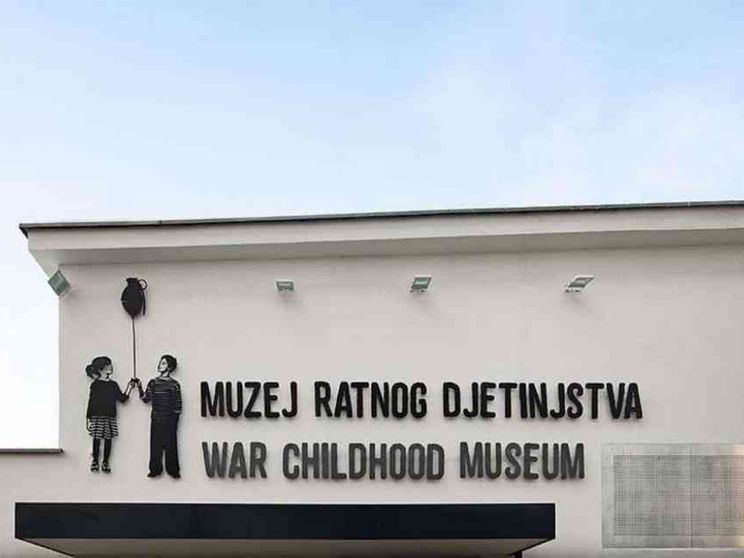 MUZEJ RATNOG DJETINJSTVA
WAR CHILDHOOD MUSEUM